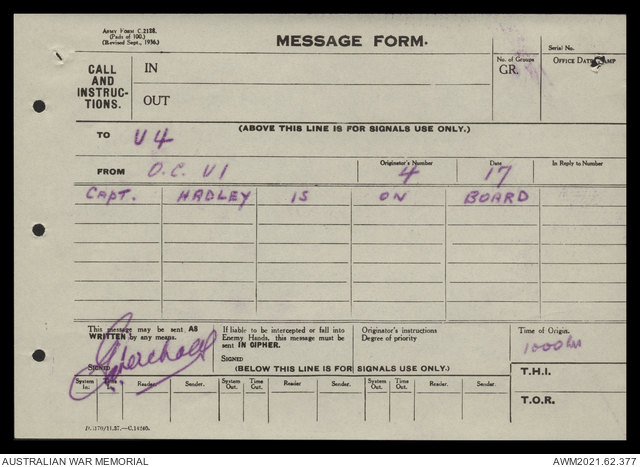 Army Form C.2128.
(Pads of 100.)
(Revised Sept., 1936.)
MESSAGE FORM.
Serial No.
CALL AND INSTRUC- TIONS.
IN
OUT
No. of Groups
GR.
OFFICE DATE STAMP
(ABOVE THIS LINE IS FOR SIGNALS USE ONLY.)
TO V4
FROM O.C. V1
Originator's Number
4
Date
17
In Reply to Number
CAPT. HADLEY IS ON BOARD
This message may be sent AS WRITTEN by any means.
SIGNED
If liable to be intercepted or fall into Enemy Hands, this message must be sent IN CIPHER.
SIGNED
Originator's instructions
Degree of priority
Time of Origin.
1000 hrs
(BELOW THIS LINE IS FOR SIGNALS USE ONLY.)
T.H.I.
T.O.R.
System In: Time In. Reader. Sender. System Out. Time Out. Reader Sender. System Out. Time Out. Reader. Sender.
AUSTRALIAN WAR MEMORIAL
AWM2021.62.377